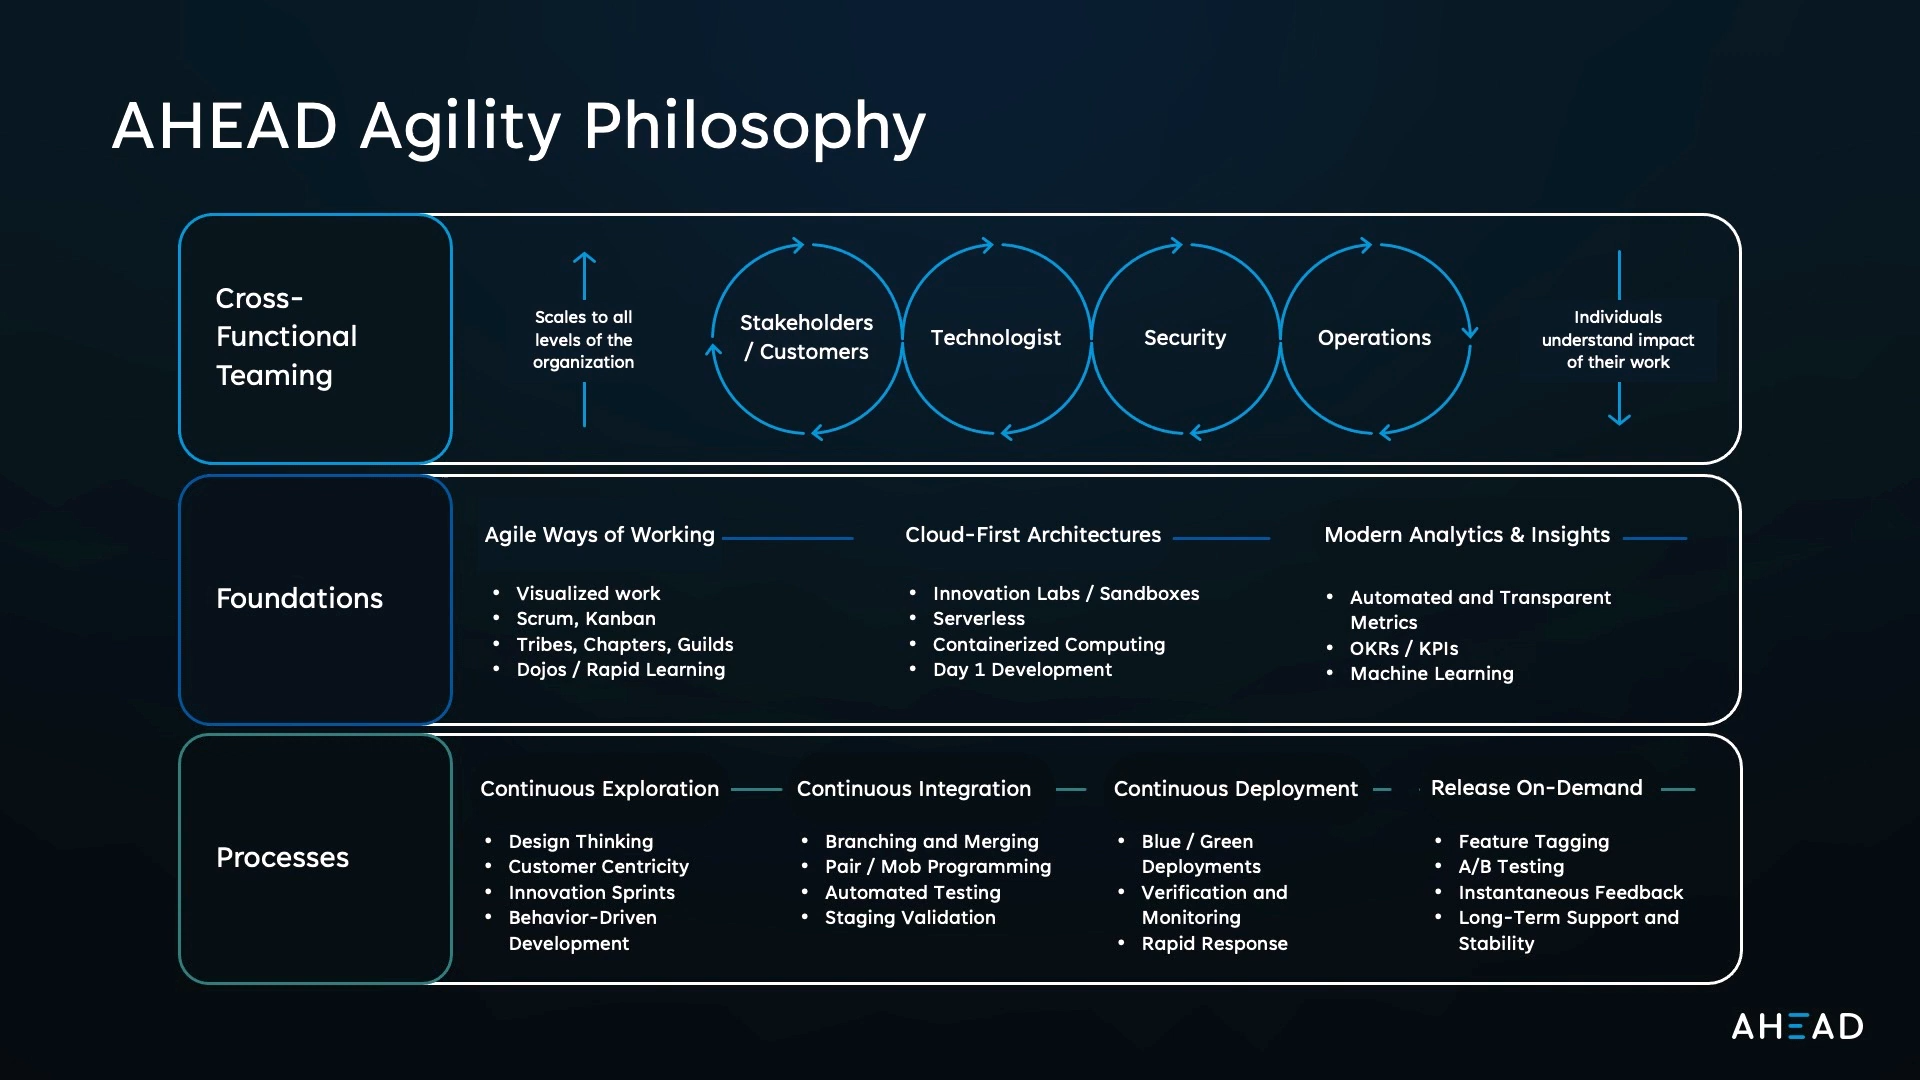 AHEAD Agility Philosophy
Cross-
Functional
Teaming
Scales to all
levels of the
organization
Stakeholders
/ Customers
Technologist
Security
Operations
Individuals
understand impact
of their work
Foundations
Agile Ways of Working
• Visualized work
• Scrum, Kanban
• Tribes, Chapters, Guilds
• Dojos / Rapid Learning
Cloud-First Architectures
• Innovation Labs / Sandboxes
• Serverless
• Containerized Computing
• Day 1 Development
Modern Analytics & Insights
• Automated and Transparent
Metrics
• OKRs / KPIs
• Machine Learning
Processes
Continuous Exploration
• Design Thinking
• Customer Centricity
• Innovation Sprints
• Behavior-Driven
Development
Continuous Integration
• Branching and Merging
• Pair / Mob Programming
• Automated Testing
• Staging Validation
Continuous Deployment
• Blue / Green
Deployments
• Verification and
Monitoring
• Rapid Response
Release On-Demand
• Feature Tagging
• A/B Testing
• Instantaneous Feedback
• Long-Term Support and
Stability
AHEAD